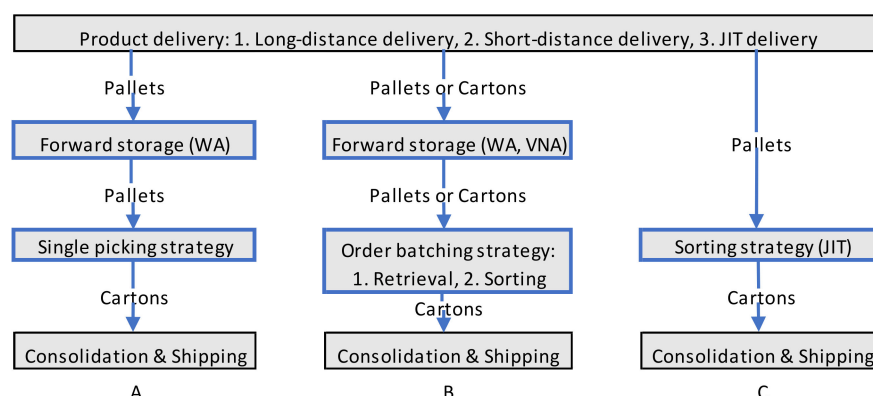 Product delivery: 1. Long-distance delivery, 2. Short-distance delivery, 3. JIT delivery
Pallets
Pallets or Cartons
Forward storage (WA)
Forward storage (WA, VNA)
Pallets
Pallets
Pallets or Cartons
Single picking strategy
Order batching strategy:
1. Retrieval, 2. Sorting
Sorting strategy (JIT)
Cartons
Cartons
Cartons
Consolidation & Shipping
Consolidation & Shipping
Consolidation & Shipping
A
B
C